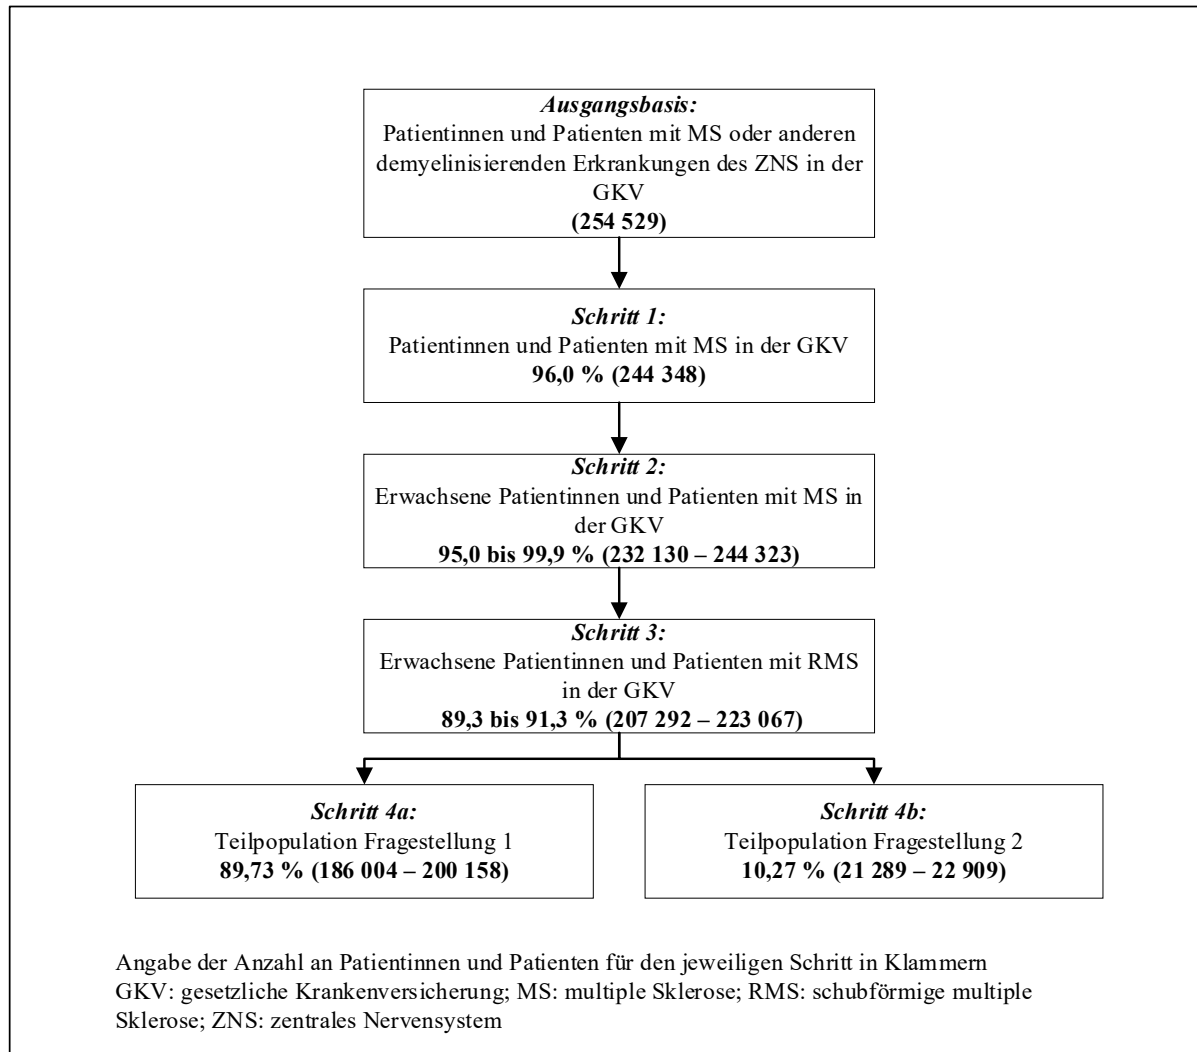 Ausgangsbasis:
Patientinnen und Patienten mit MS oder anderen
demyelinisierenden Erkrankungen des ZNS in der
GKV
(254 529)
Schritt 1:
Patientinnen und Patienten mit MS in der GKV
96,0 % (244 348)
Schritt 2:
Erwachsene Patientinnen und Patienten mit MS in
der GKV
95,0 bis 99,9 % (232 130 – 244 323)
Schritt 3:
Erwachsene Patientinnen und Patienten mit RMS
in der GKV
89,3 bis 91,3 % (207 292 – 223 067)
Schritt 4a:
Teilpopulation Fragestellung 1
89,73 % (186 004 – 200 158)
Schritt 4b:
Teilpopulation Fragestellung 2
10,27 % (21 289 – 22 909)
Angabe der Anzahl an Patientinnen und Patienten für den jeweiligen Schritt in Klammern
GKV: gesetzliche Krankenversicherung; MS: multiple Sklerose; RMS: schubförmige multiple
Sklerose; ZNS: zentrales Nervensystem